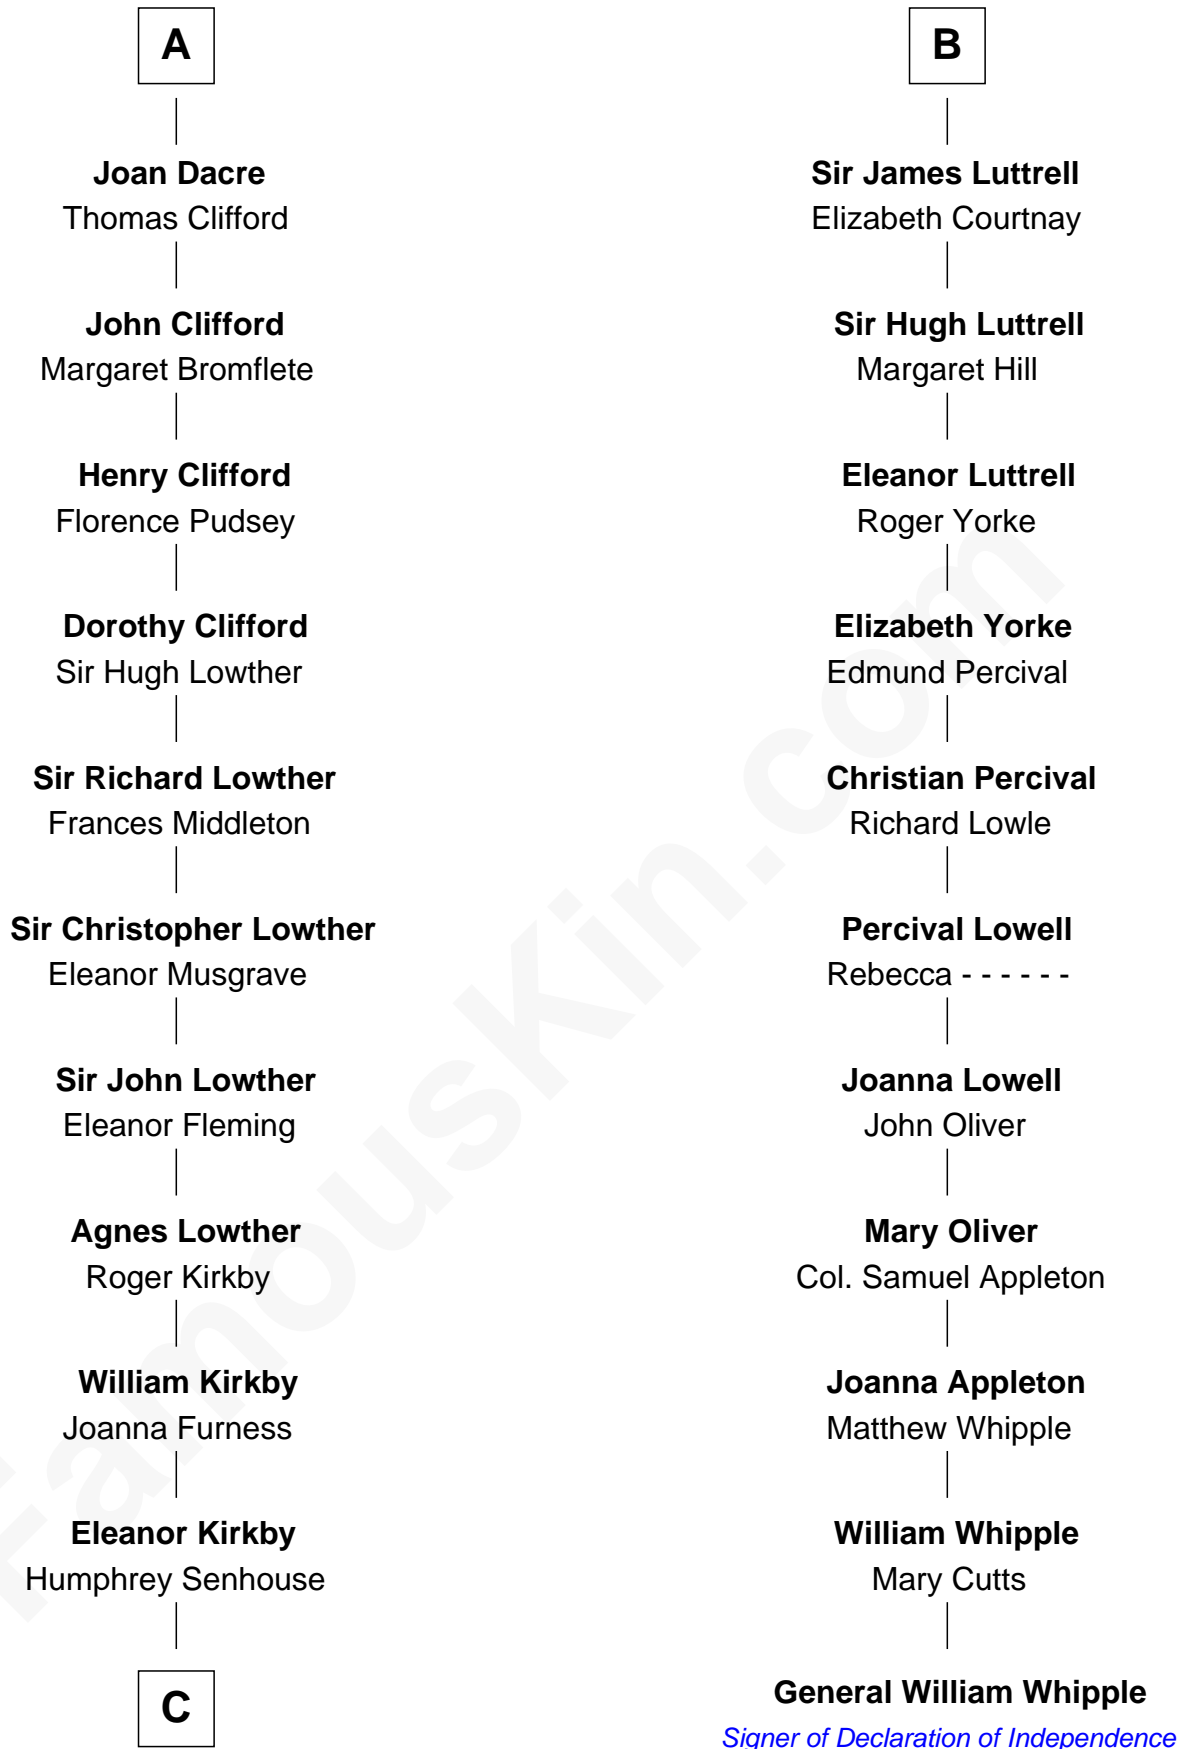 A
Joan Dacre
Thomas Clifford
John Clifford
Margaret Bromflete
Henry Clifford
Florence Pudsey
Dorothy Clifford
Sir Hugh Lowther
Sir Richard Lowther
Frances Middleton
Sir Christopher Lowther
Eleanor Musgrave
Sir John Lowther
Eleanor Fleming
Agnes Lowther
Roger Kirkby
William Kirkby
Joanna Furness
Eleanor Kirkby
Humphrey Senhouse
C
B
Sir James Luttrell
Elizabeth Courtnay
Sir Hugh Luttrell
Margaret Hill
Eleanor Luttrell
Roger Yorke
Elizabeth Yorke
Edmund Percival
Christian Percival
Richard Lowle
Percival Lowell
Rebecca - - - - - -
Joanna Lowell
John Oliver
Mary Oliver
Col. Samuel Appleton
Joanna Appleton
Matthew Whipple
William Whipple
Mary Cutts
General William Whipple
Signer of Declaration of Independence
FamousKin.com